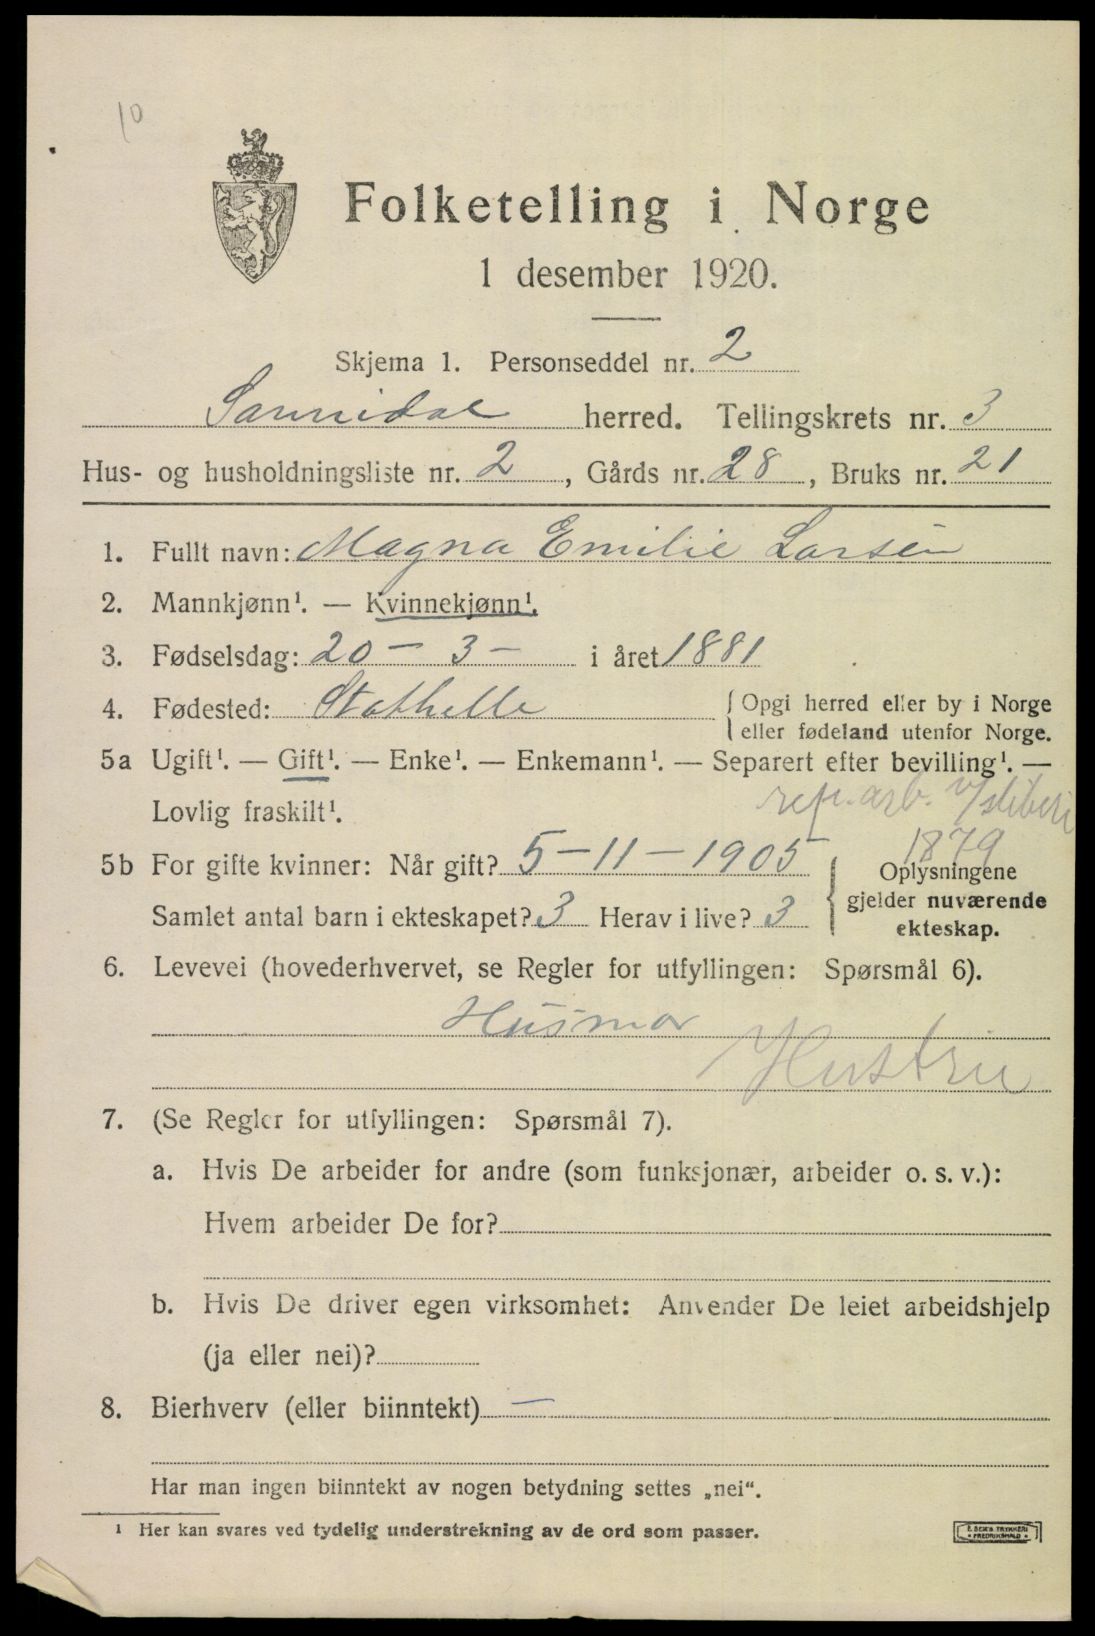 10
Folketelling i Norge
1 desember 1920.
Skjema 1. Personseddel nr. 2
Sannidal herred. Tellingskrets nr. 3
Hus- og husholdningsliste nr. 2, Gårds nr. 28, Bruks nr. 21
1. Fullt navn: Magna Emilie Larsen
2. Mannkjønn¹. — Kvinnekjønn¹.
3. Fødselsdag: 20 — 3 — i året 1881
4. Fødested: Stathelle { Opgi herred eller by i Norge
eller fødeland utenfor Norge.
5a Ugift¹. — Gift¹. — Enke¹. — Enkemann¹. — Separert efter bevilling¹. —
Lovlig fraskilt¹. rep. arb. v/sliberi
1879
5b For gifte kvinner: Når gift? 5 — 11 — 1905 { Oplysningene
gjelder nuværende
Samlet antal barn i ekteskapet? 3 Herav i live? 3 ekteskap.
6. Levevei (hovederhvervet, se Regler for utfyllingen: Spørsmål 6).
Husmor
Hustru
7. (Se Regler for utfyllingen: Spørsmål 7).
a. Hvis De arbeider for andre (som funksjonær, arbeider o. s. v.):
Hvem arbeider De for?
b. Hvis De driver egen virksomhet: Anvender De leiet arbeidshjelp
(ja eller nei)?
8. Bierhverv (eller biinntekt) —
Har man ingen biinntekt av nogen betydning settes „nei“.
¹ Her kan svares ved tydelig understrekning av de ord som passer.
E. SEM'S TRYKKERI
• FREDRIKSHALD •